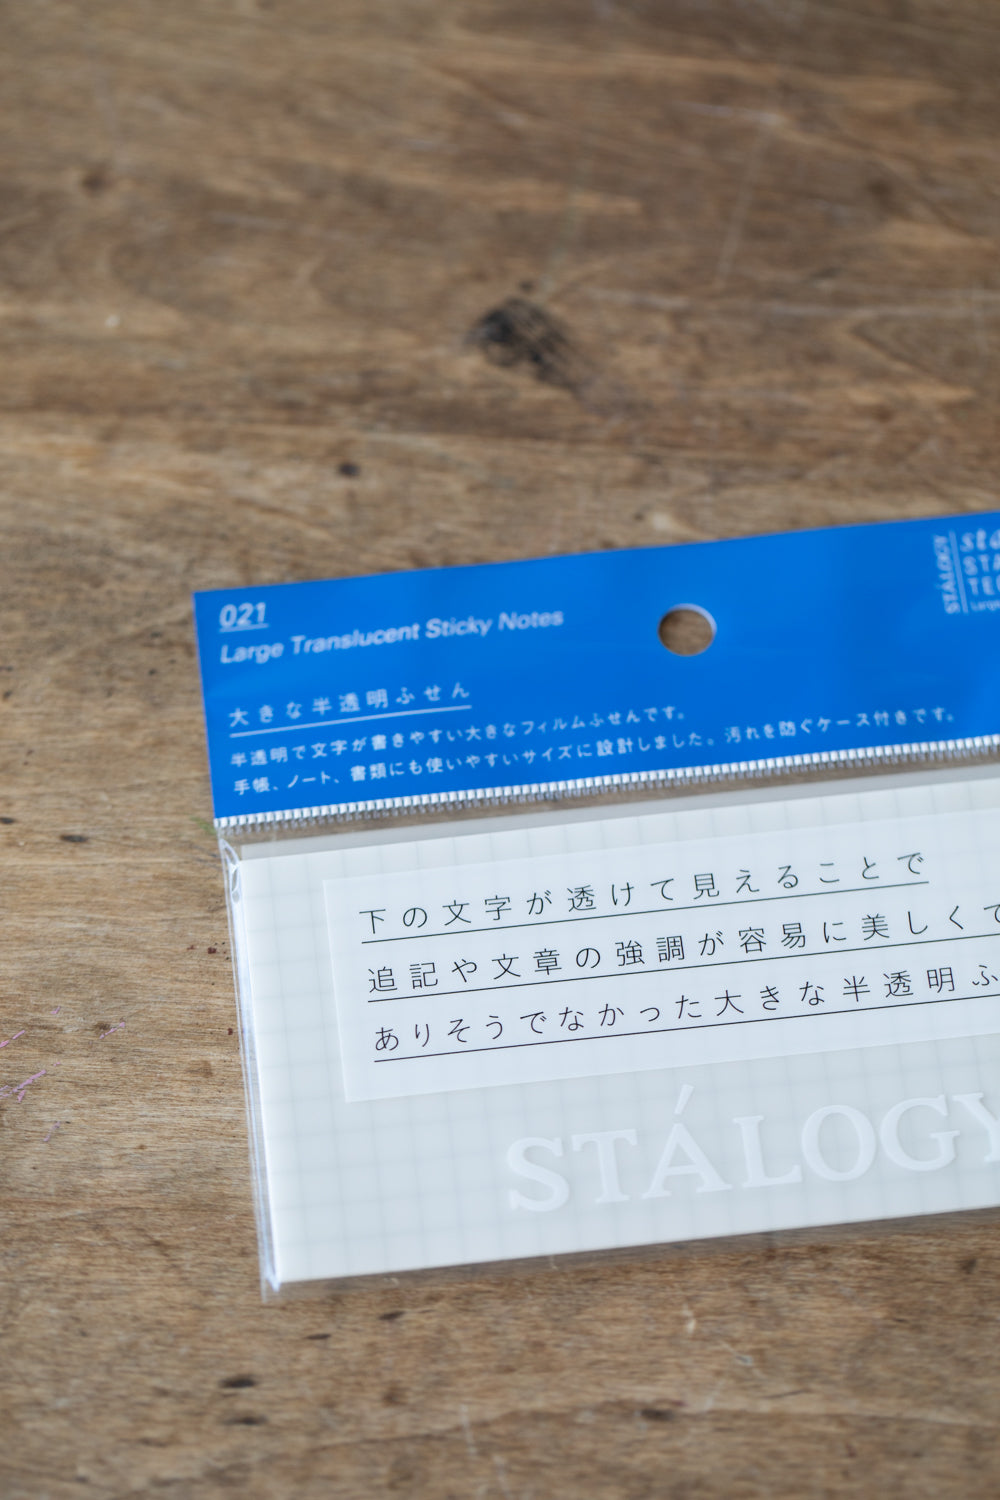 021
Large Translucent Sticky Notes
大きな半透明ふせん
半透明で文字が書きやすい大きなフィルムふせんです。
手帳、ノート、書類にも使いやすいサイズに設計しました。汚れを防ぐケース付きです。
STÁLOGY
下の文字が透けて見えることで
追記や文章の強調が容易に美しくで
ありそうでなかった大きな半透明ふ
STÁLOGY